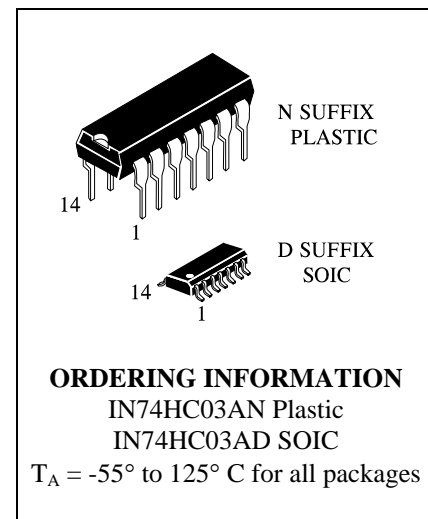 N SUFFIX
PLASTIC
14
1
D SUFFIX
SOIC
14
1
ORDERING INFORMATION
IN74HC03AN Plastic
IN74HC03AD SOIC
TA = -55° to 125° C for all packages